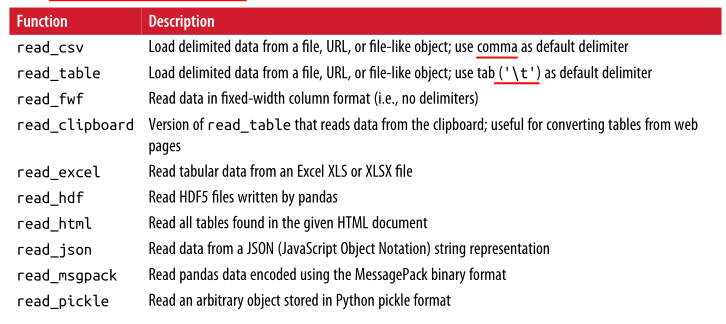 Function Description
read_csv Load delimited data from a file, URL, or file-like object; use comma as default delimiter
read_table Load delimited data from a file, URL, or file-like object; use tab ('\t') as default delimiter
read_fwf Read data in fixed-width column format (i.e., no delimiters)
read_clipboard Version of read_table that reads data from the clipboard; useful for converting tables from web
pages
read_excel Read tabular data from an Excel XLS or XLSX file
read_hdf Read HDF5 files written by pandas
read_html Read all tables found in the given HTML document
read_json Read data from a JSON (JavaScript Object Notation) string representation
read_msgpack Read pandas data encoded using the MessagePack binary format
read_pickle Read an arbitrary object stored in Python pickle format